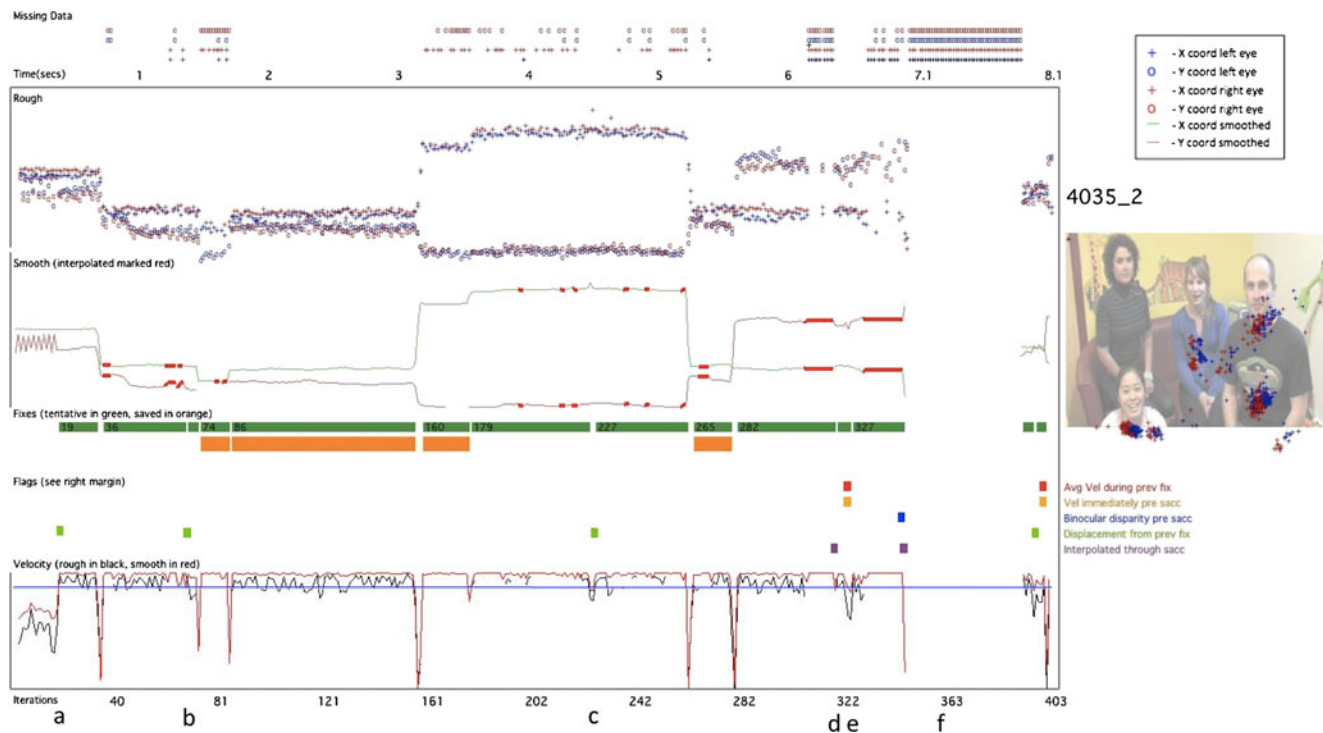 Missing Data
Time(secs) 1 2 3 4 5 6 7.1 8.1
+ - X coord left eye
o - Y coord left eye
+ - X coord right eye
o - Y coord right eye
- X coord smoothed
- Y coord smoothed
Rough
4035_2
Smooth (interpolated marked red)
Fixes (tentative in green, saved in orange)
19 36 74 86 160 179 227 265 282 327
Flags (see right margin)
Avg Vel during prev fix
Vel immediately pre sacc
Binocular disparity pre sacc
Displacement from prev fix
Interpolated through sacc
Velocity (rough in black, smooth in red)
Iterations 40 81 121 161 202 242 282 322 363 403
a b c d e f